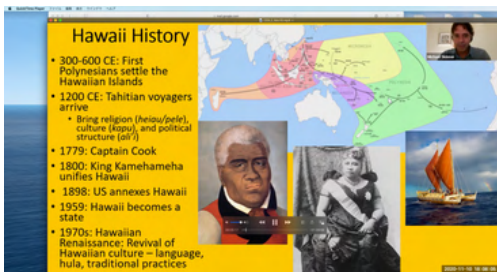 Hawaii History
• 300-600 CE: First
Polynesians settle the
Hawaiian Islands
• 1200 CE: Tahitian voyagers
arrive
• Bring religion (heiau/pele),
culture (kapu), and political
structure (ali'i)
• 1779: Captain Cook
• 1800: King Kamehameha
unifies Hawaii
• 1898: US annexes Hawaii
• 1959: Hawaii becomes a
state
• 1970s: Hawaiian
Renaissance: Revival of
Hawaiian culture – language,
hula, traditional practices